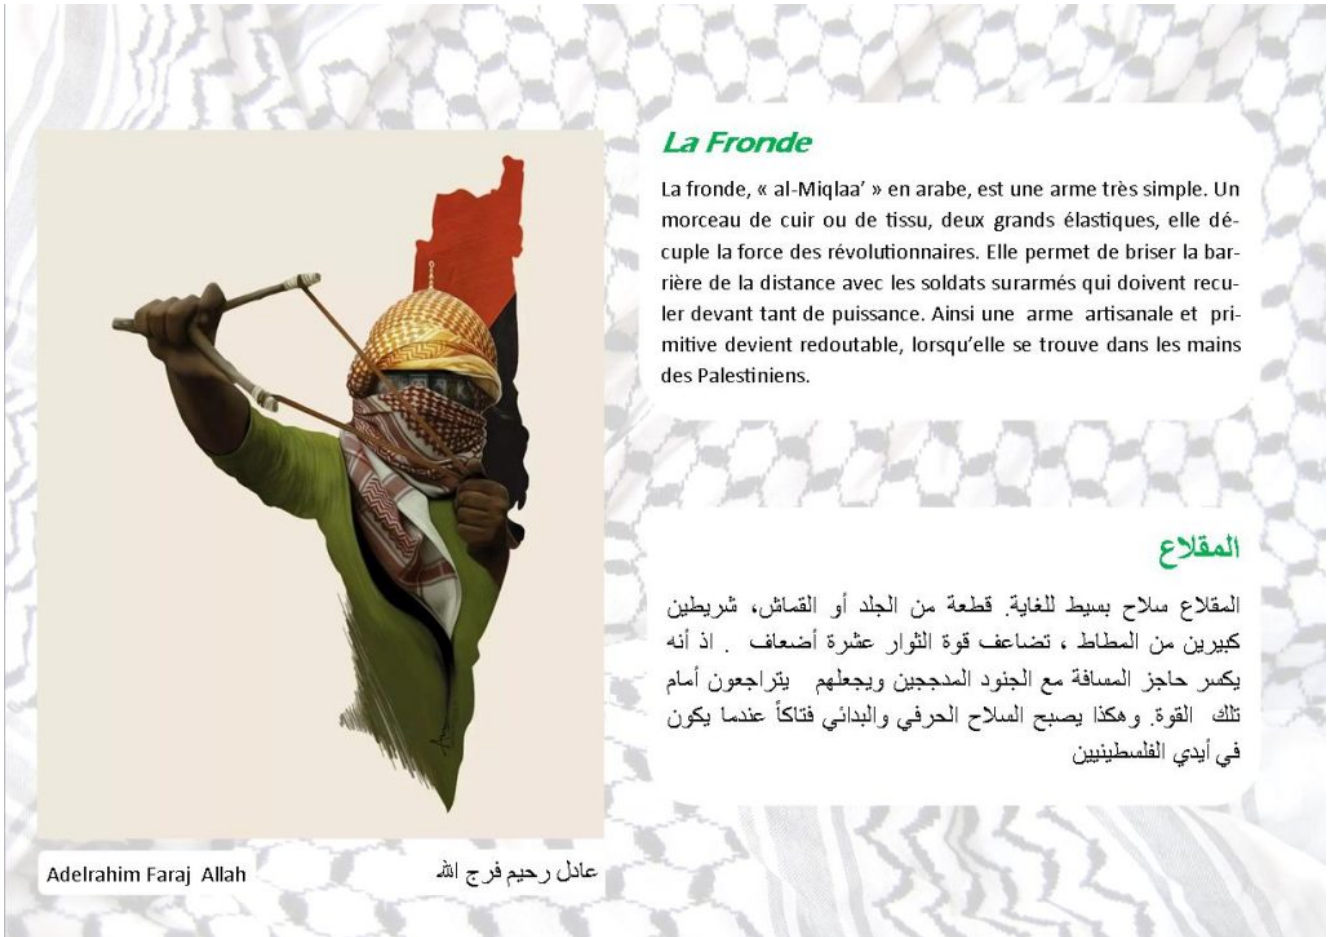 La Fronde
La fronde, « al-Miqlaa’ » en arabe, est une arme très simple. Un
morceau de cuir ou de tissu, deux grands élastiques, elle dé-
cuple la force des révolutionnaires. Elle permet de briser la bar-
rière de la distance avec les soldats surarmés qui doivent recu-
ler devant tant de puissance. Ainsi une arme artisanale et pri-
mitive devient redoutable, lorsqu’elle se trouve dans les mains
des Palestiniens.
المقلاع
المقلاع سلاح بسيط للغاية. قطعة من الجلد أو القماش، شريطين
كبيرين من المطاط ، تضاعف قوة الثوار عشرة أضعاف . اذ أنه
يكسر حاجز المسافة مع الجنود المدججين ويجعلهم يتراجعون أمام
تلك القوة. وهكذا يصبح السلاح الحرفي والبدائي فتاكاً عندما يكون
في أيدي الفلسطينيين
Adelrahim Faraj Allah
عادل رحيم فرج الله